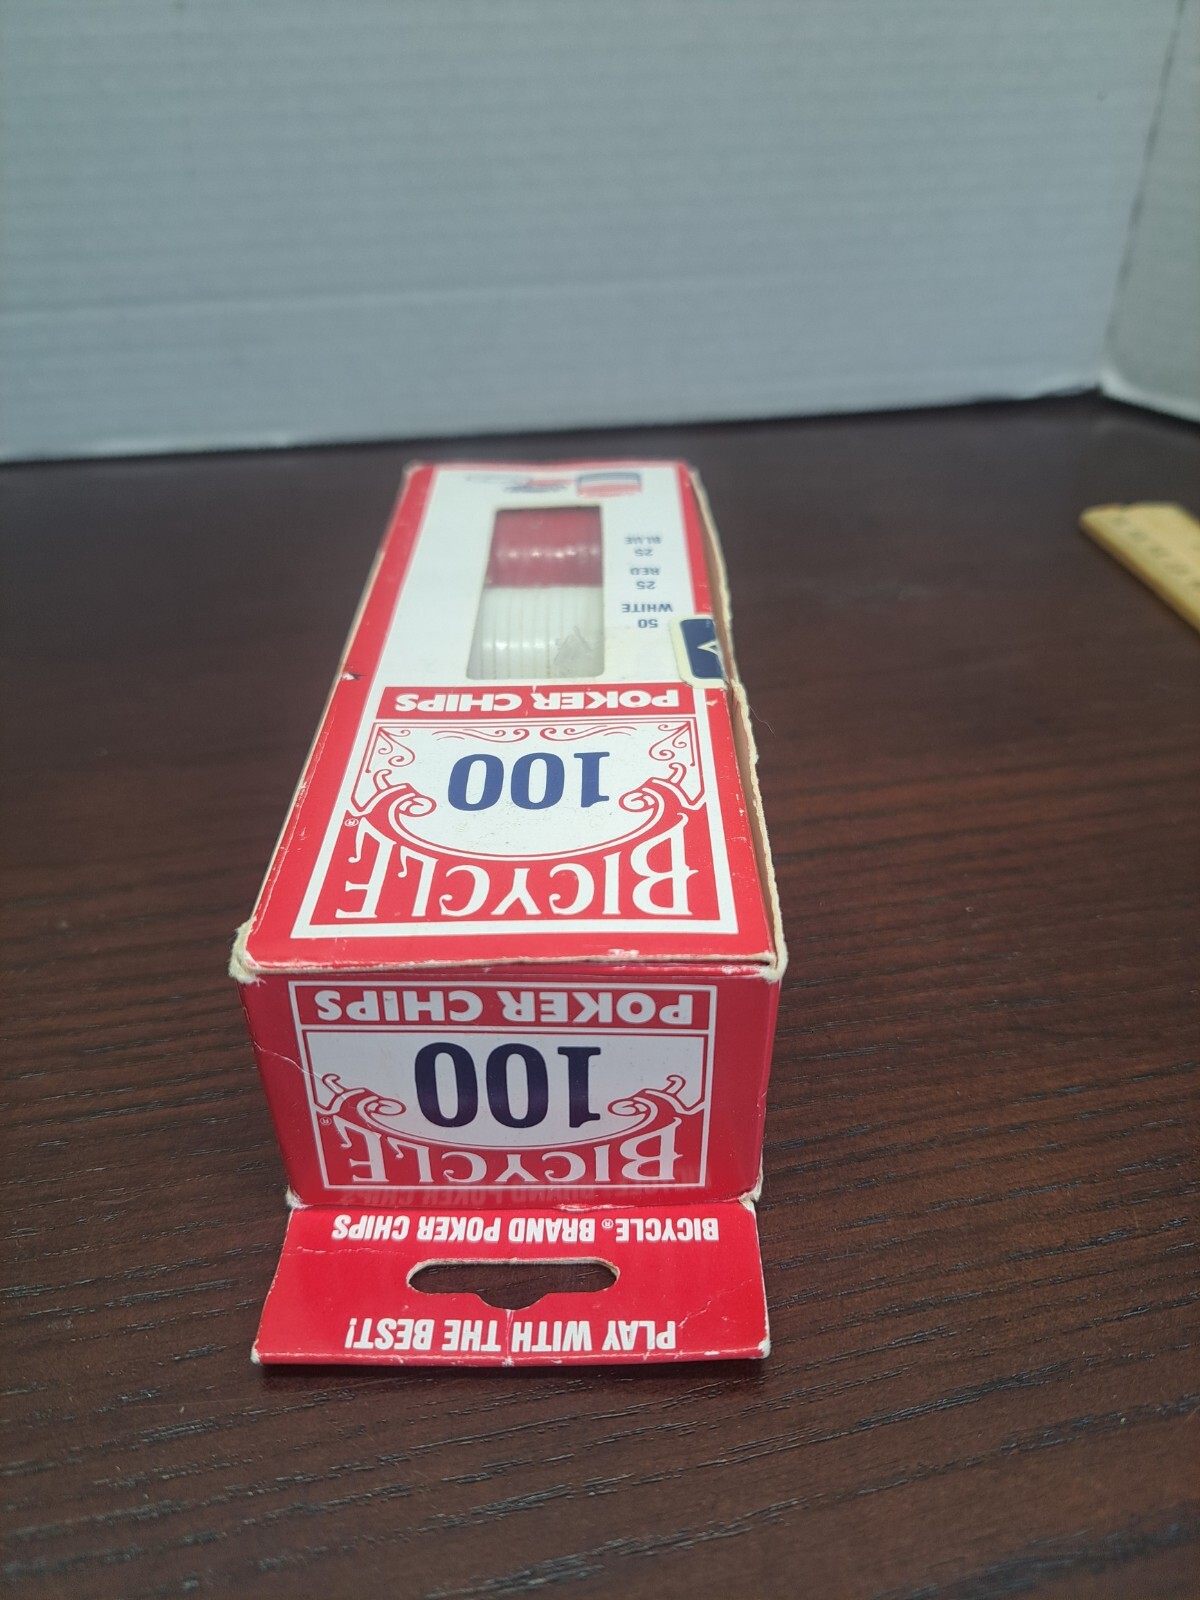 PLAY WITH THE BEST!
BICYCLE® BRAND POKER CHIPS
BICYCLE®
100
POKER CHIPS
BICYCLE®
100
POKER CHIPS
50
WHITE
25
RED
25
BLUE